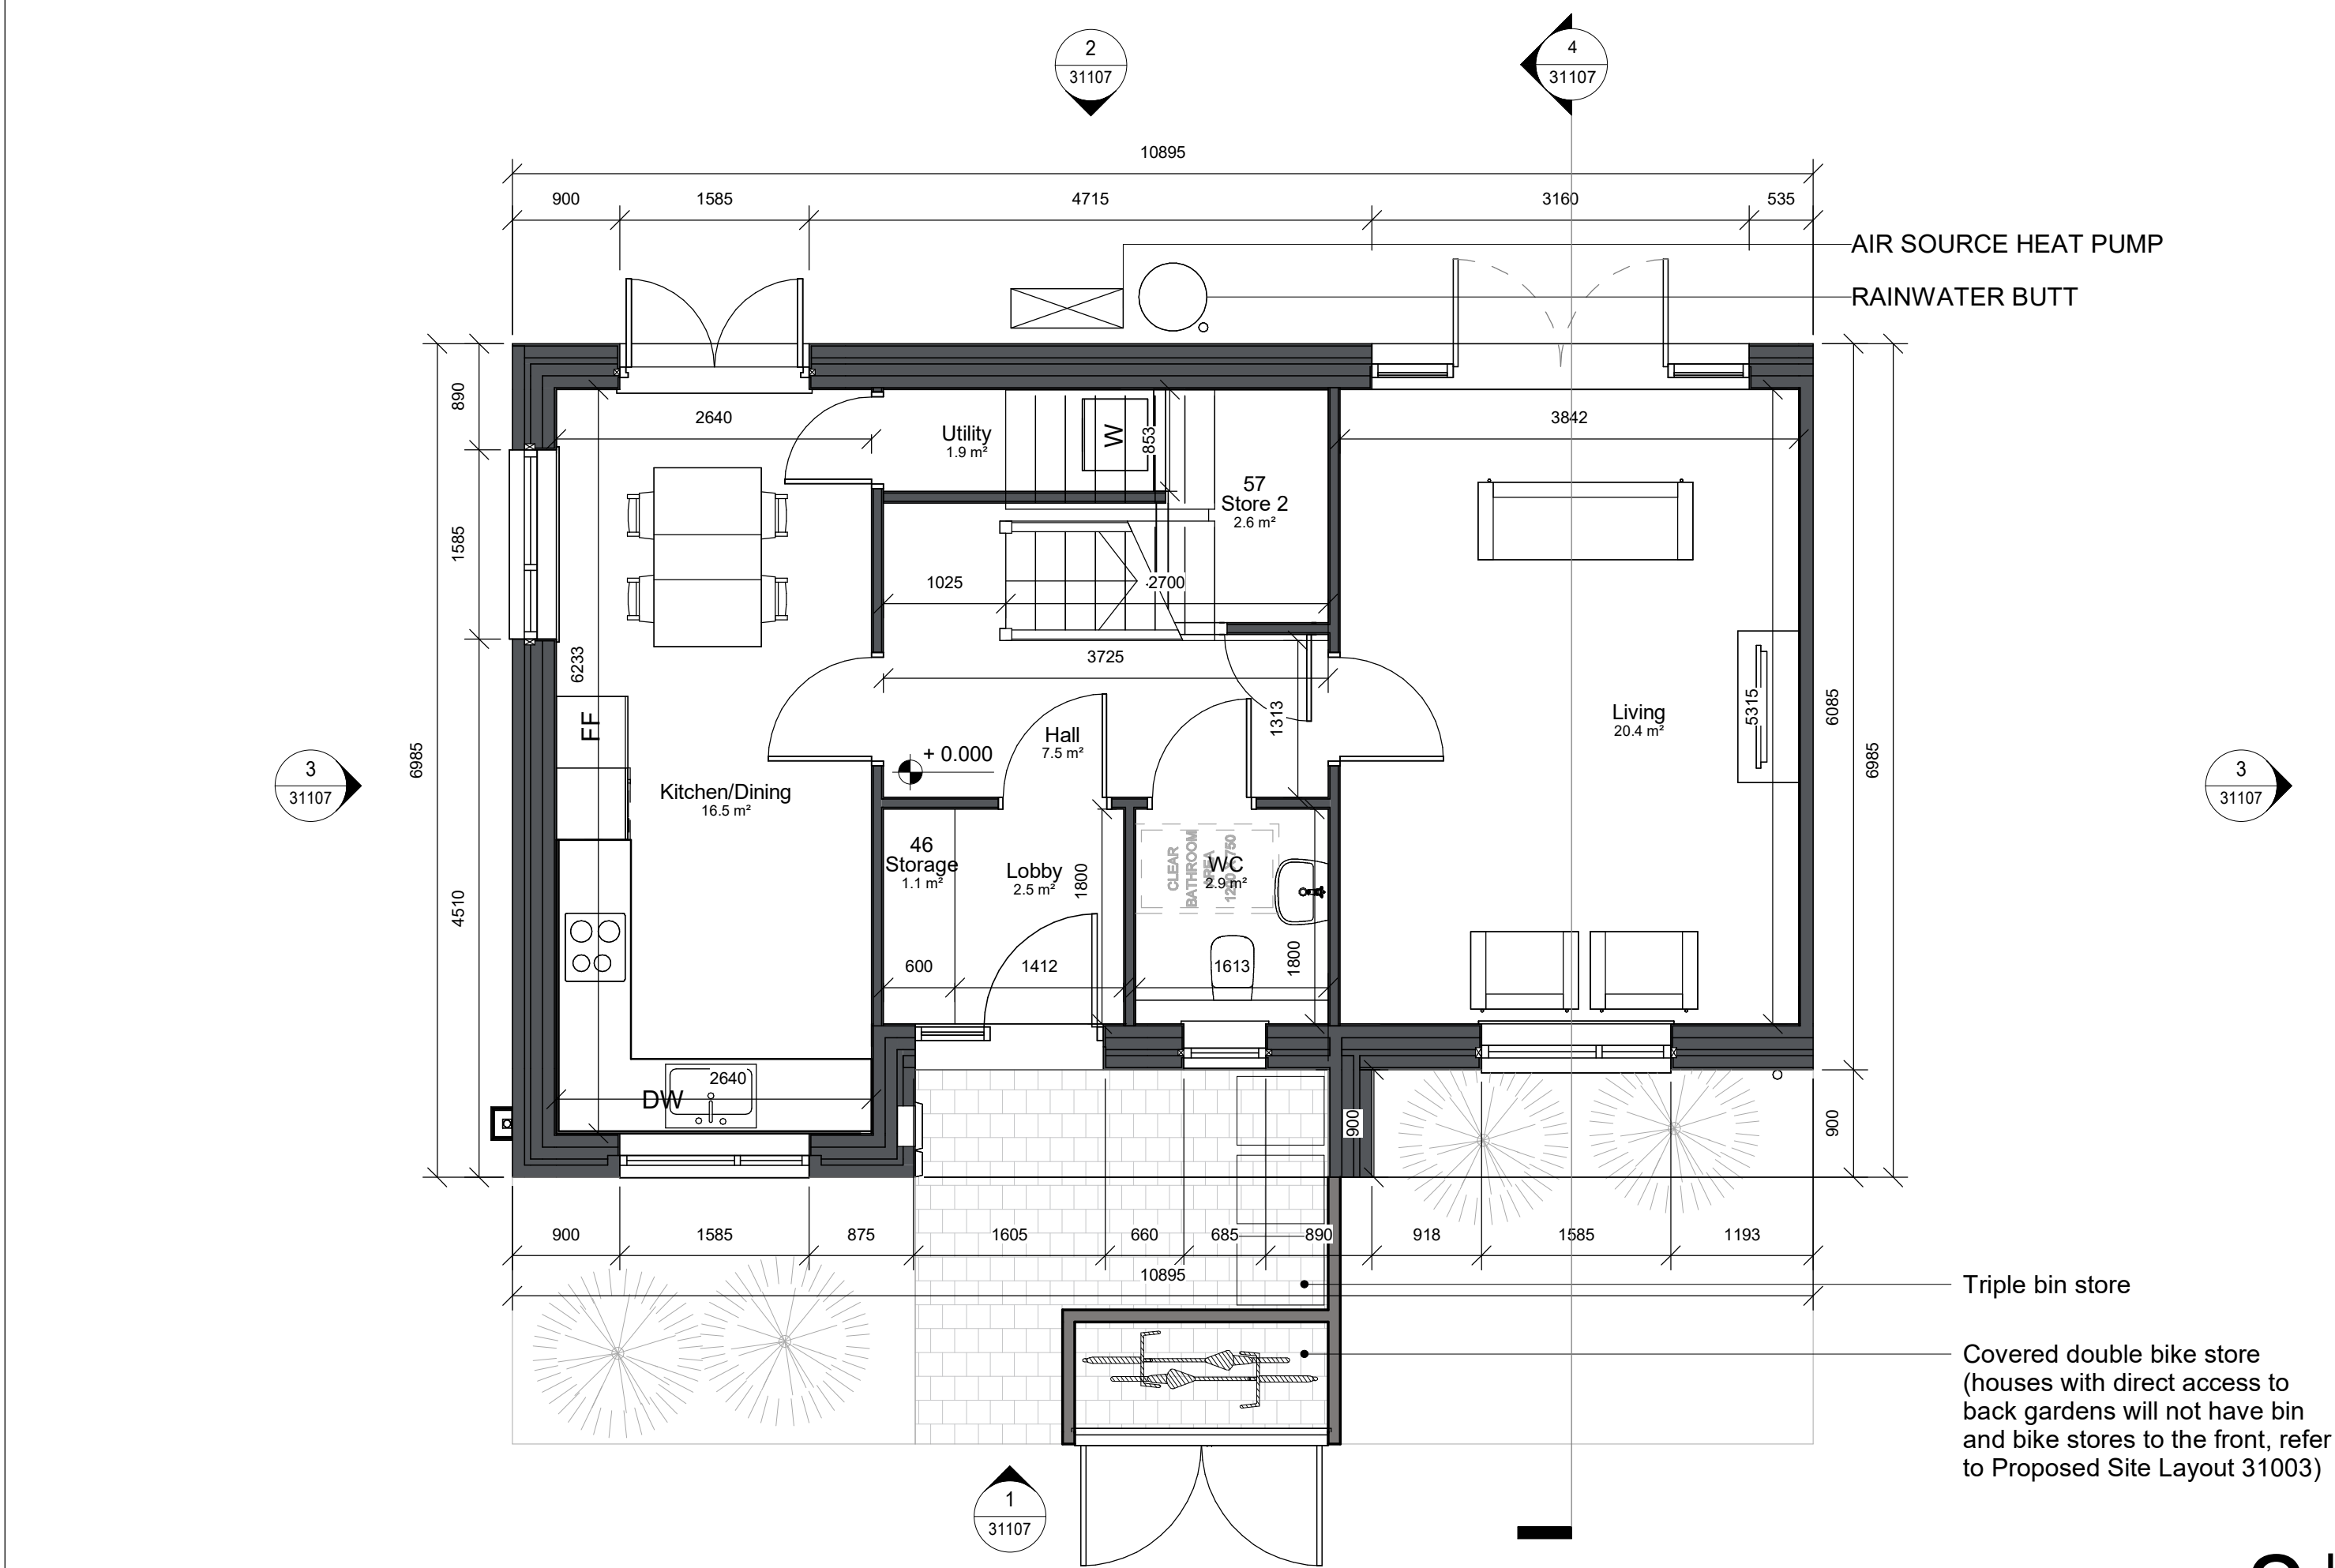 2
31107
4
31107
10895
900
1585
4715
3160
535
AIR SOURCE HEAT PUMP
RAINWATER BUTT
890
2640
Utility
1.9 m²
W
853
3842
57
Store 2
2.6 m²
1585
1025
2700
6233
3725
FF
1313
Living
20.4 m²
5315
6085
6985
6985
Hall
7.5 m²
+ 0.000
3
31107
3
31107
Kitchen/Dining
16.5 m²
46
Storage
1.1 m²
Lobby
2.5 m²
1800
CLEAR
BATHROOM
AREA
WC
2.9 m²
4510
600
1412
1613
1800
2640
DW
900
900
900
1585
875
1605
660
685
890
918
1585
1193
10895
Triple bin store
Covered double bike store
(houses with direct access to
back gardens will not have bin
and bike stores to the front, refer
to Proposed Site Layout 31003)
1
31107